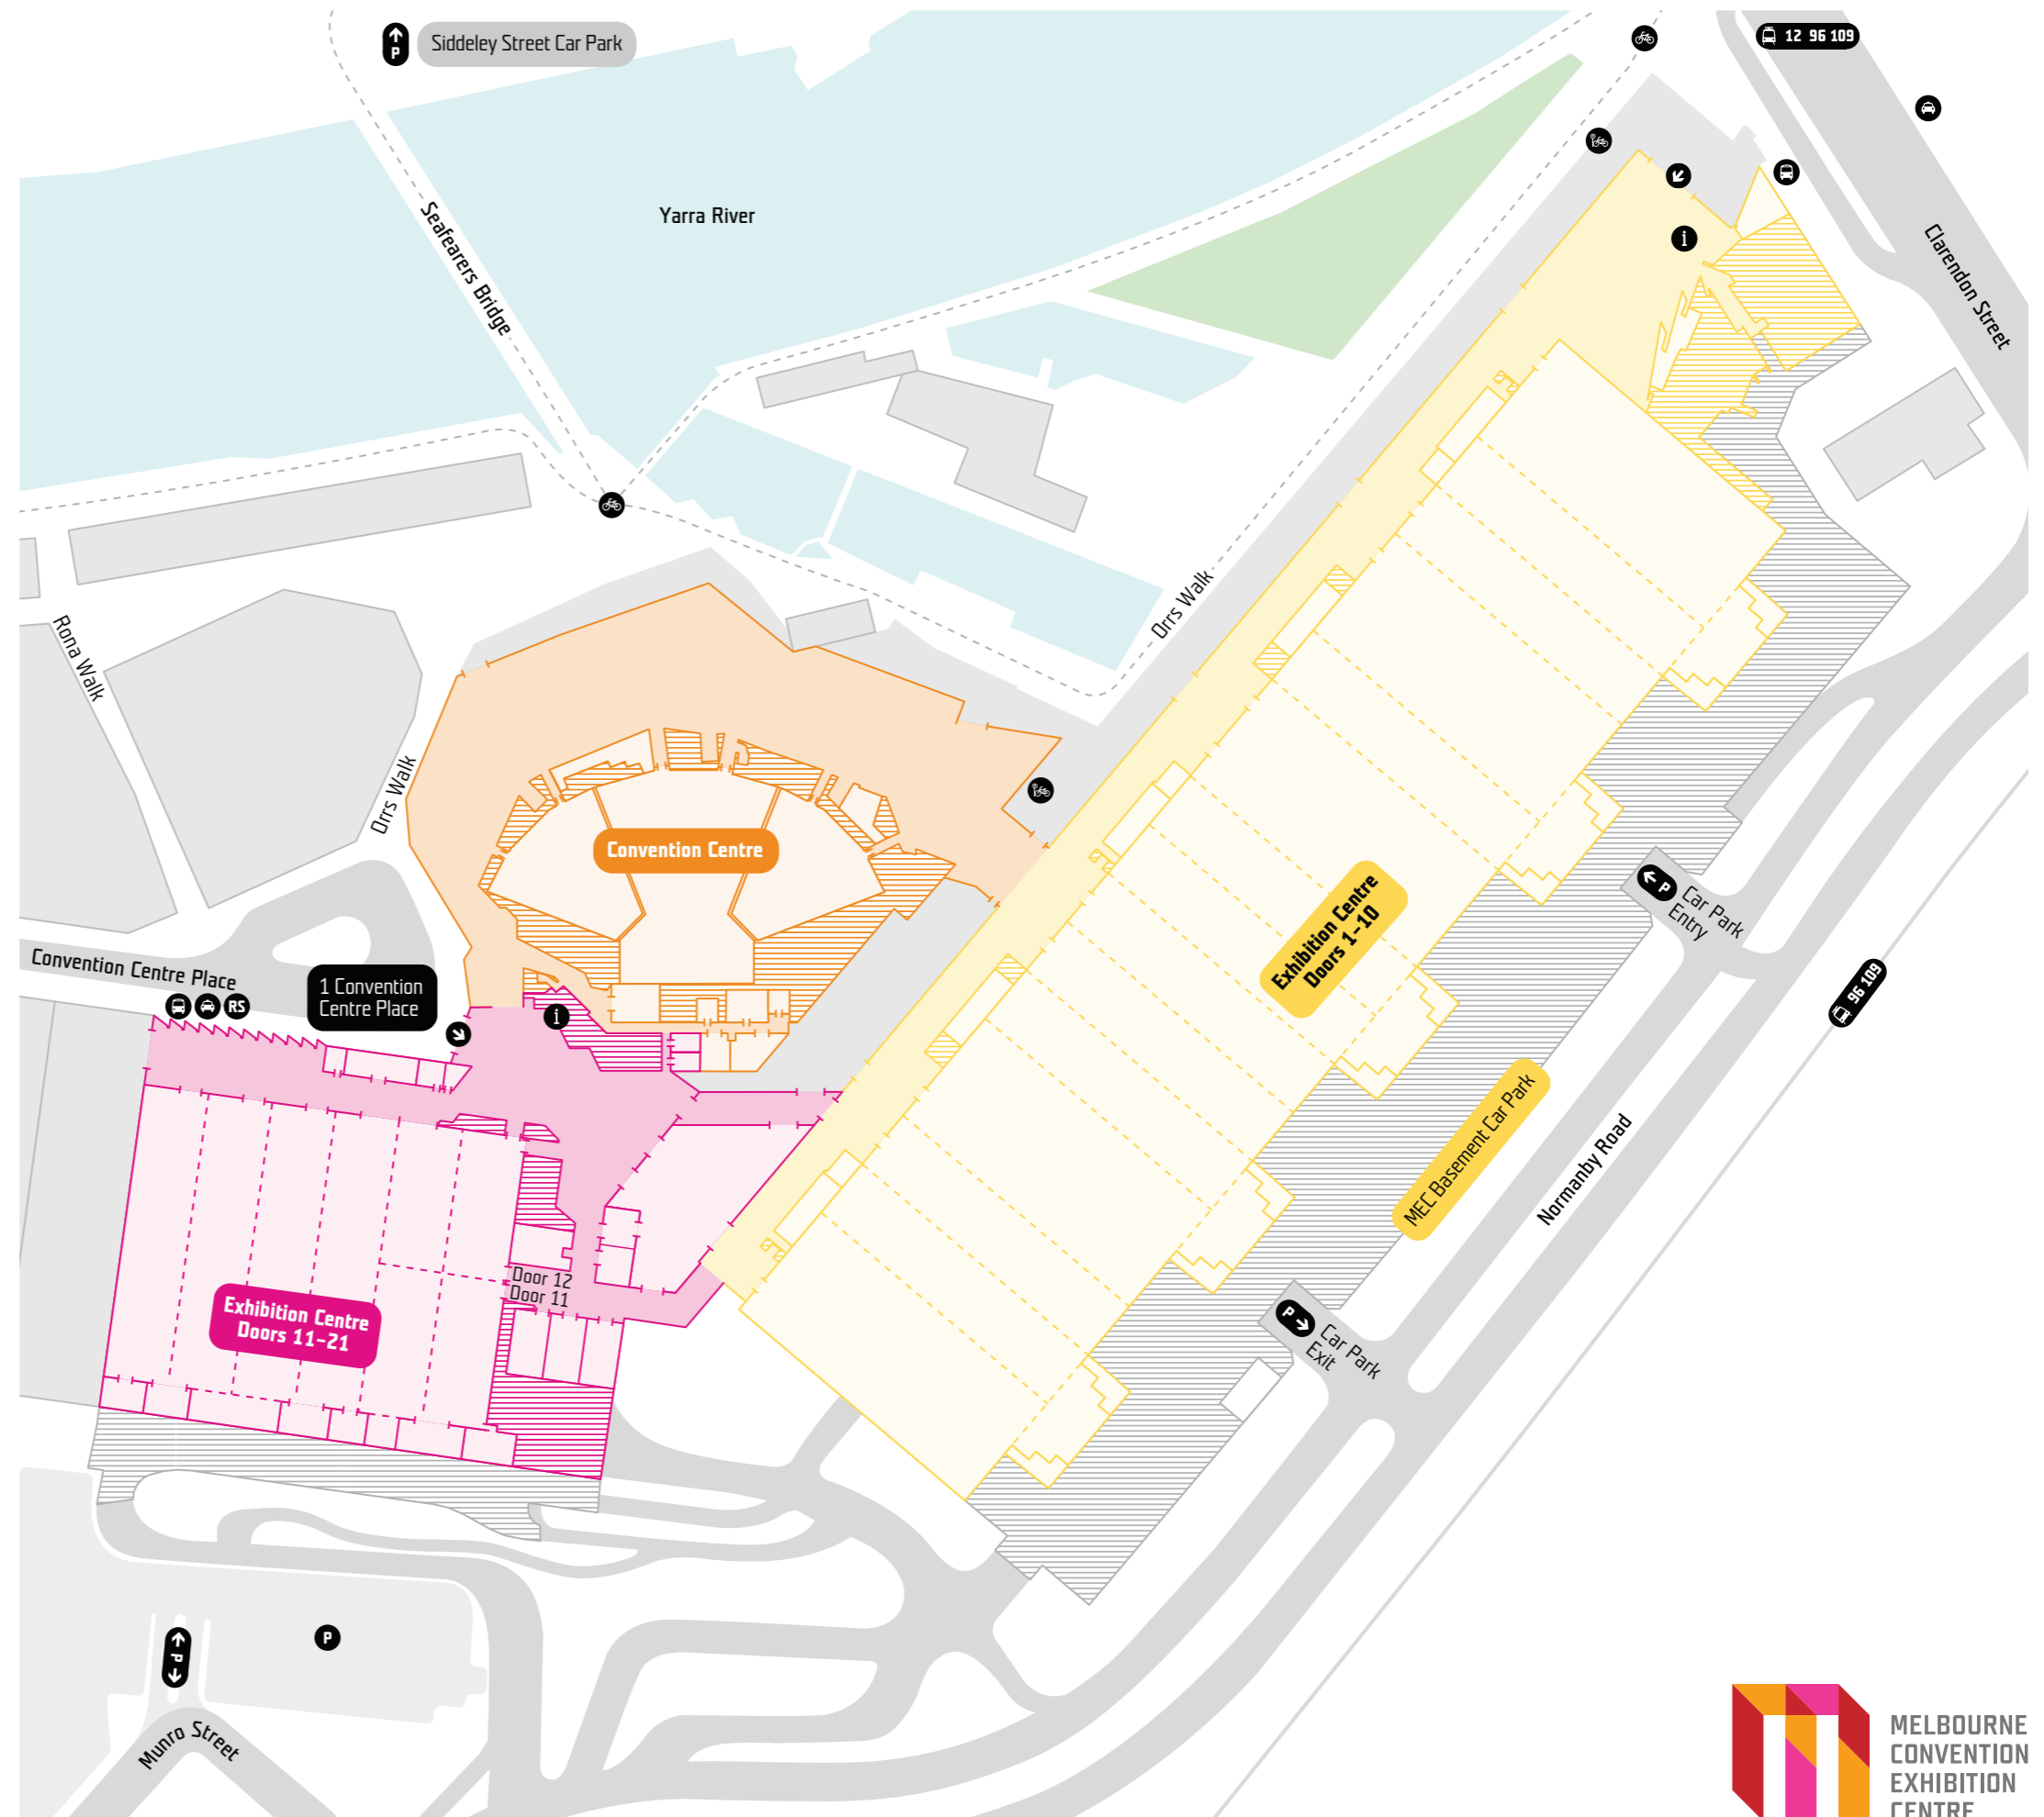 P
Siddeley Street Car Park
12 96 109
Yarra River
Seafearers Bridge
i
Clarendon Street
Orrs Walk
Rona Walk
Orrs Walk
Convention Centre
Exhibition Centre
Doors 1-10
P
Car Park
Entry
Convention Centre Place
RS
1 Convention
Centre Place
i
96 109
MEC Basement Car Park
Normanby Road
Door 12
Door 11
Exhibition Centre
Doors 11-21
P
Car Park
Exit
P
P
Munro Street
MELBOURNE
CONVENTION
EXHIBITION
CENTRE